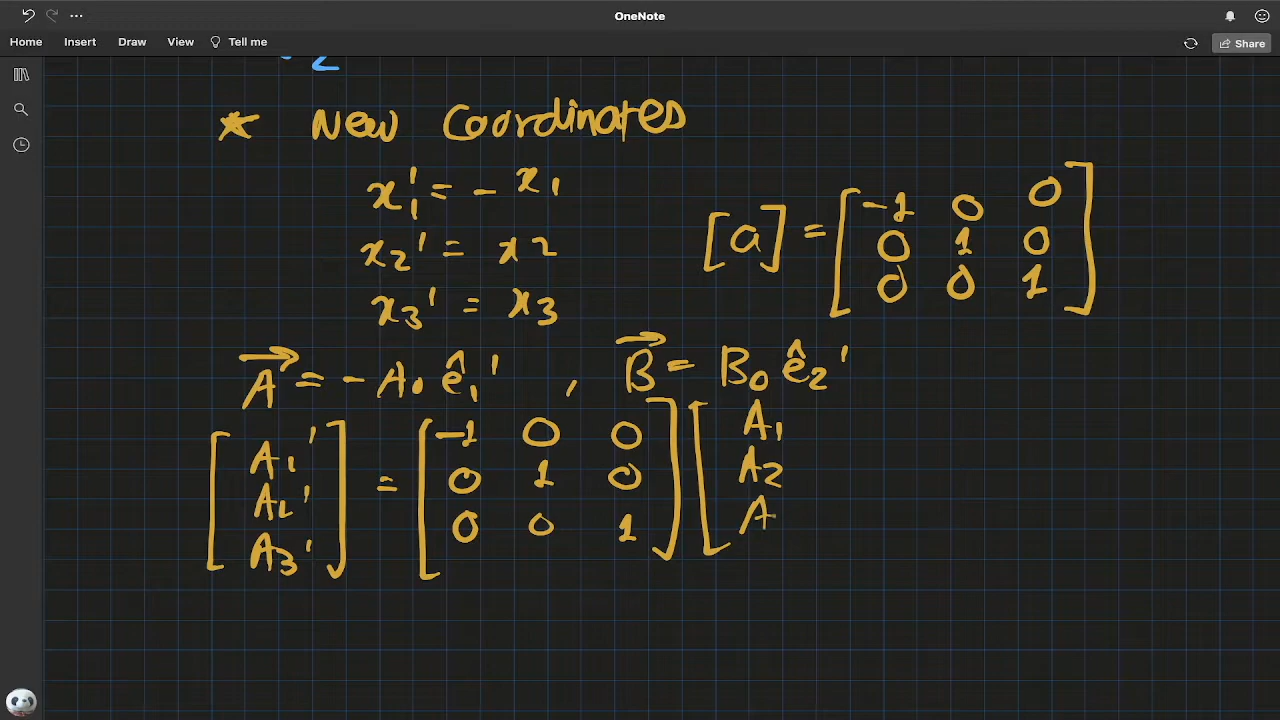 OneNote
Home Insert Draw View Tell me Share
2
* New Coordinates
x₁' = - x₁
x₂' = x2
x₃' = x₃
[a] = [-1 0 0
0 1 0
0 0 1]
A⃗ = - A₀ ê₁' , B⃗ = B₀ ê₂'
[A₁'
A₂'
A₃'] = [-1 0 0
0 1 0
0 0 1] [A₁
A₂
A